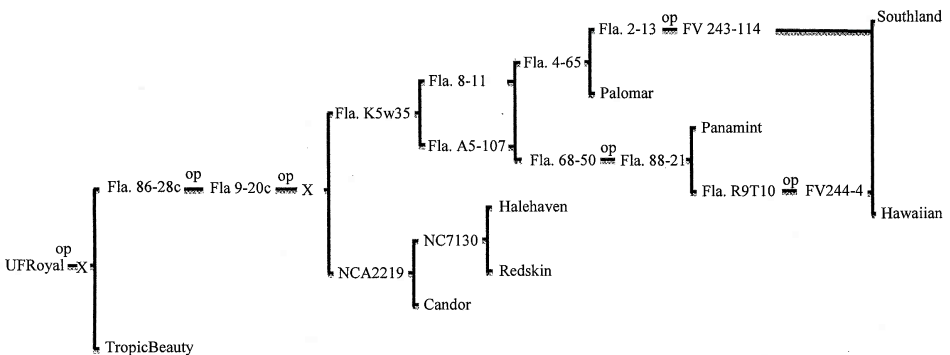 Southland
Fla. 2-13 op FV 243-114
Fla. 4-65
Fla. 8-11
Palomar
Fla. K5w35
Panamint
Fla. A5-107
Fla. 68-50 op Fla. 88-21
Fla. 86-28c op Fla 9-20c op X
Fla. R9T10 op FV244-4
Halehaven
Hawaiian
NC7130
UFRoyal op X
NCA2219
Redskin
Candor
TropicBeauty